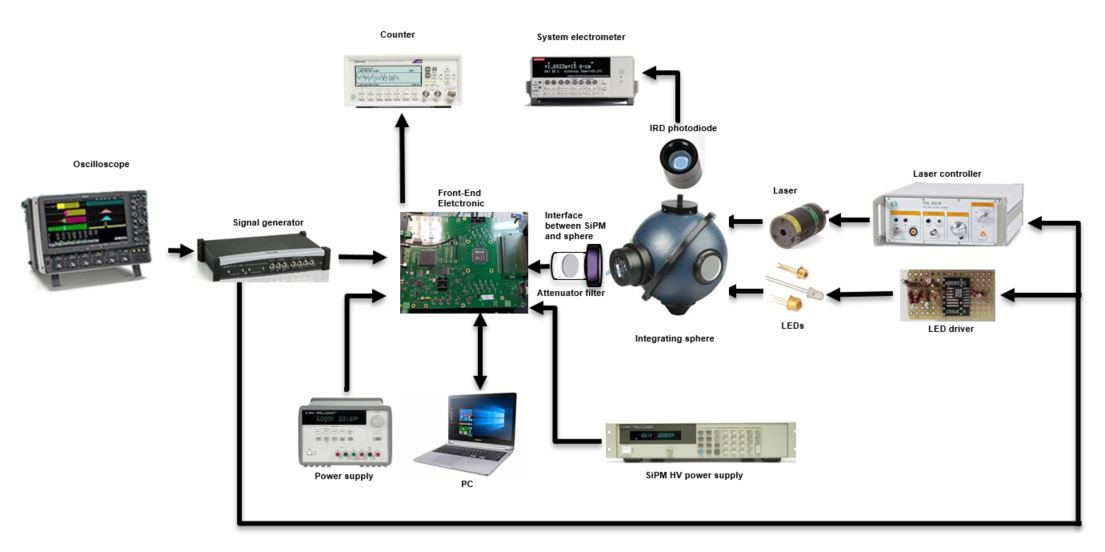 Counter
System electrometer
IRD photodiode
Oscilloscope
Signal generator
Front-End
Eletctronic
Interface
between SiPM
and sphere
Attenuator filter
Laser
Laser controller
LEDs
LED driver
Integrating sphere
Power supply
PC
SiPM HV power supply